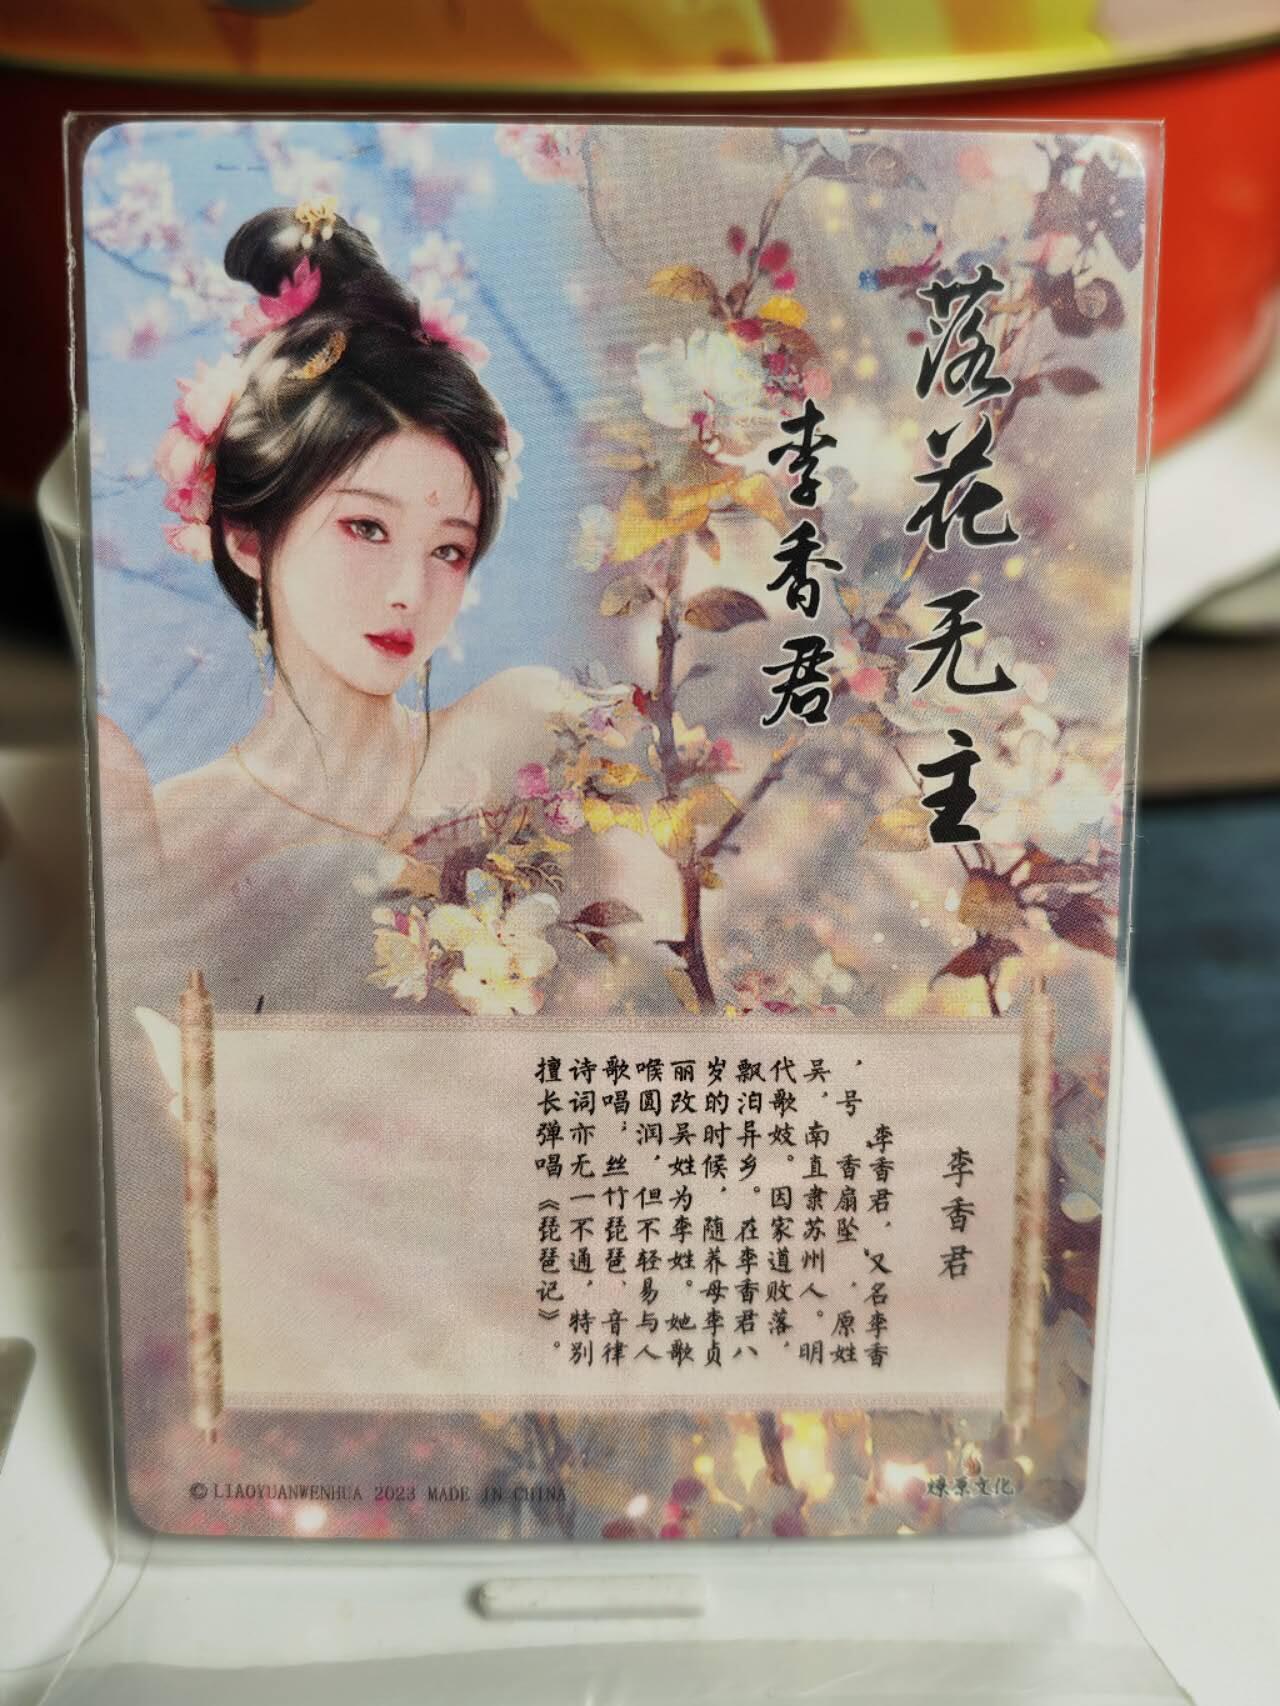 落花无主
李香君
李香君
“李香君”，又名李香
，号“香扇坠”，原姓
吴，南直隶苏州人。明
代歌妓。因家道败落，
飘泊异乡。在李香君八
岁的时候，随养母李贞
丽改吴姓为李姓。她歌
喉圆润，但不轻易与人
歌唱；丝竹琵琶、音律
诗词亦无一不通，特别
擅长弹唱《琵琶记》。
©LIAOYUANWENHUA 2023 MADE IN CHINA
燎原文化